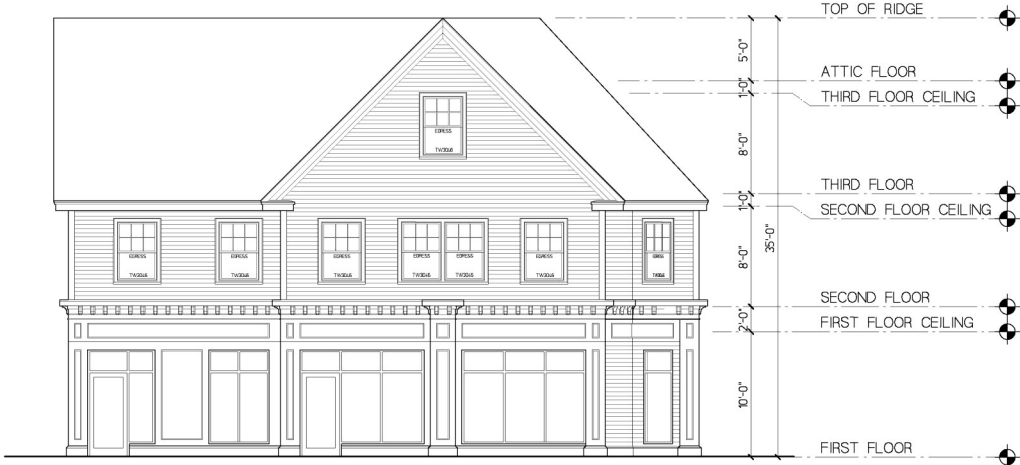 TOP OF RIDGE
5'-0"
ATTIC FLOOR
1'-0"
THIRD FLOOR CEILING
EGRESS
TW3046
8'-0"
THIRD FLOOR
1'-0"
SECOND FLOOR CEILING
35'-0"
EGRESS EGRESS EGRESS EGRESS EGRESS EGRESS EGRESS
TW3046 TW3046 TW3046 TW3046 TW3046 TW3046
8'-0"
SECOND FLOOR
2'-0"
FIRST FLOOR CEILING
10'-0"
FIRST FLOOR